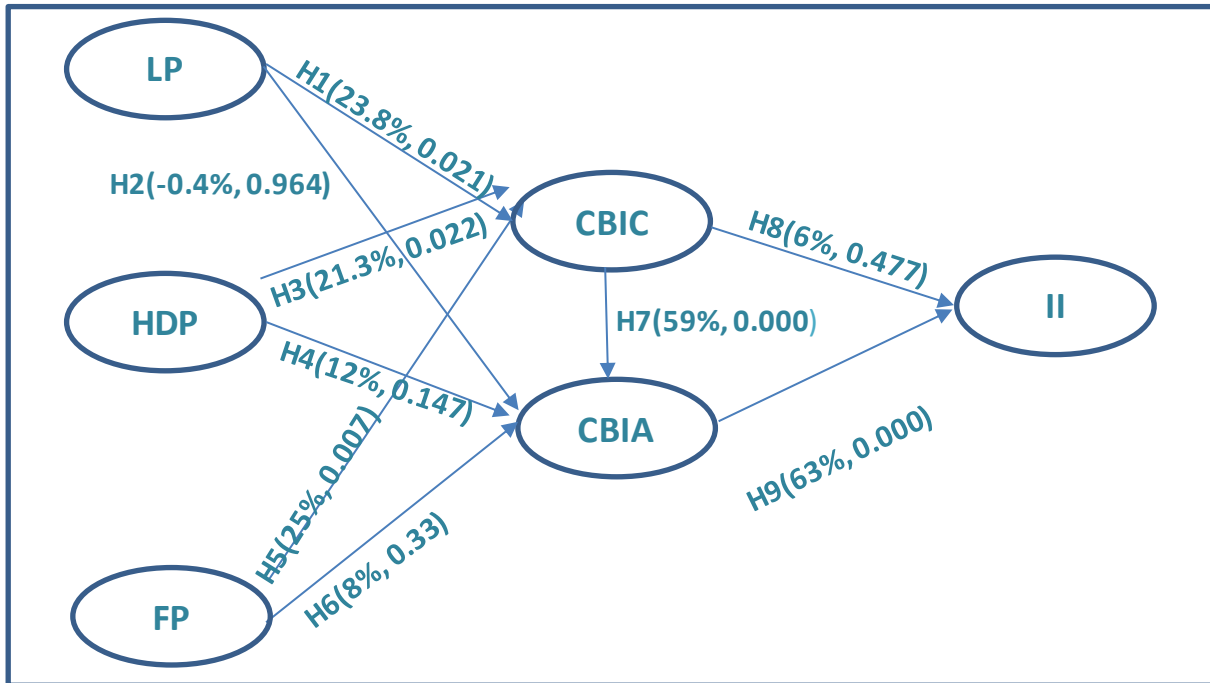 LP
H1(23.8%, 0.021)
H2(-0.4%, 0.964)
CBIC
H8(6%, 0.477)
H3(21.3%, 0.022)
HDP
II
H7(59%, 0.000)
H4(12%, 0.147)
CBIA
H9(63%, 0.000)
H5(25%, 0.007)
H6(8%, 0.33)
FP